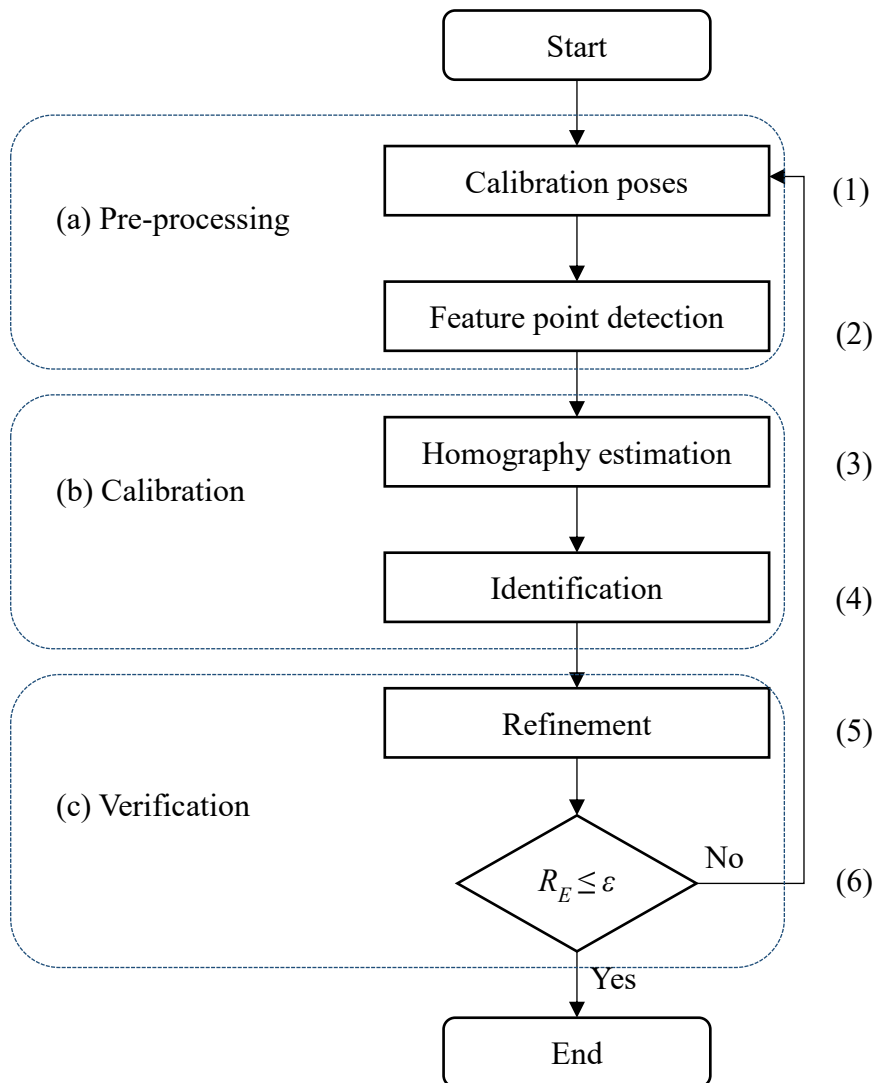 Start
Calibration poses
(1)
(a) Pre-processing
Feature point detection
(2)
Homography estimation
(3)
(b) Calibration
Identification
(4)
Refinement
(5)
(c) Verification
No
R_E ≤ ε
(6)
Yes
End